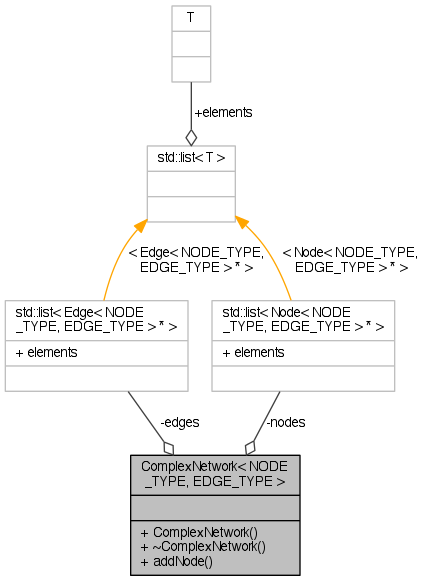 T
+elements
std::list< T >
< Edge< NODE_TYPE,
EDGE_TYPE > * >
< Node< NODE_TYPE,
EDGE_TYPE > * >
std::list< Edge< NODE
_TYPE, EDGE_TYPE > * >
+ elements
std::list< Node< NODE
_TYPE, EDGE_TYPE > * >
+ elements
-edges
-nodes
ComplexNetwork< NODE
_TYPE, EDGE_TYPE >
+ ComplexNetwork()
+ ~ComplexNetwork()
+ addNode()